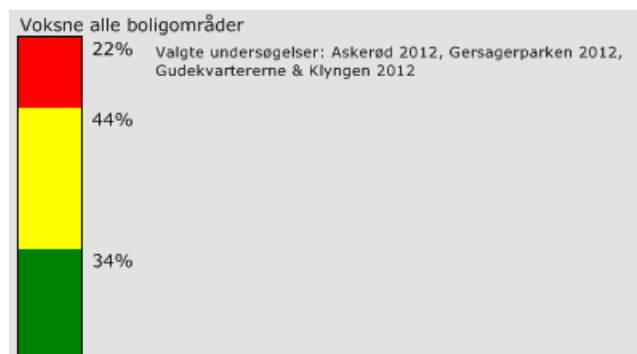 Voksne alle boligområder
22%
Valgte undersøgelser: Askerød 2012, Gersagerparken 2012,
Gudekvartererne & Klyngen 2012
44%
34%